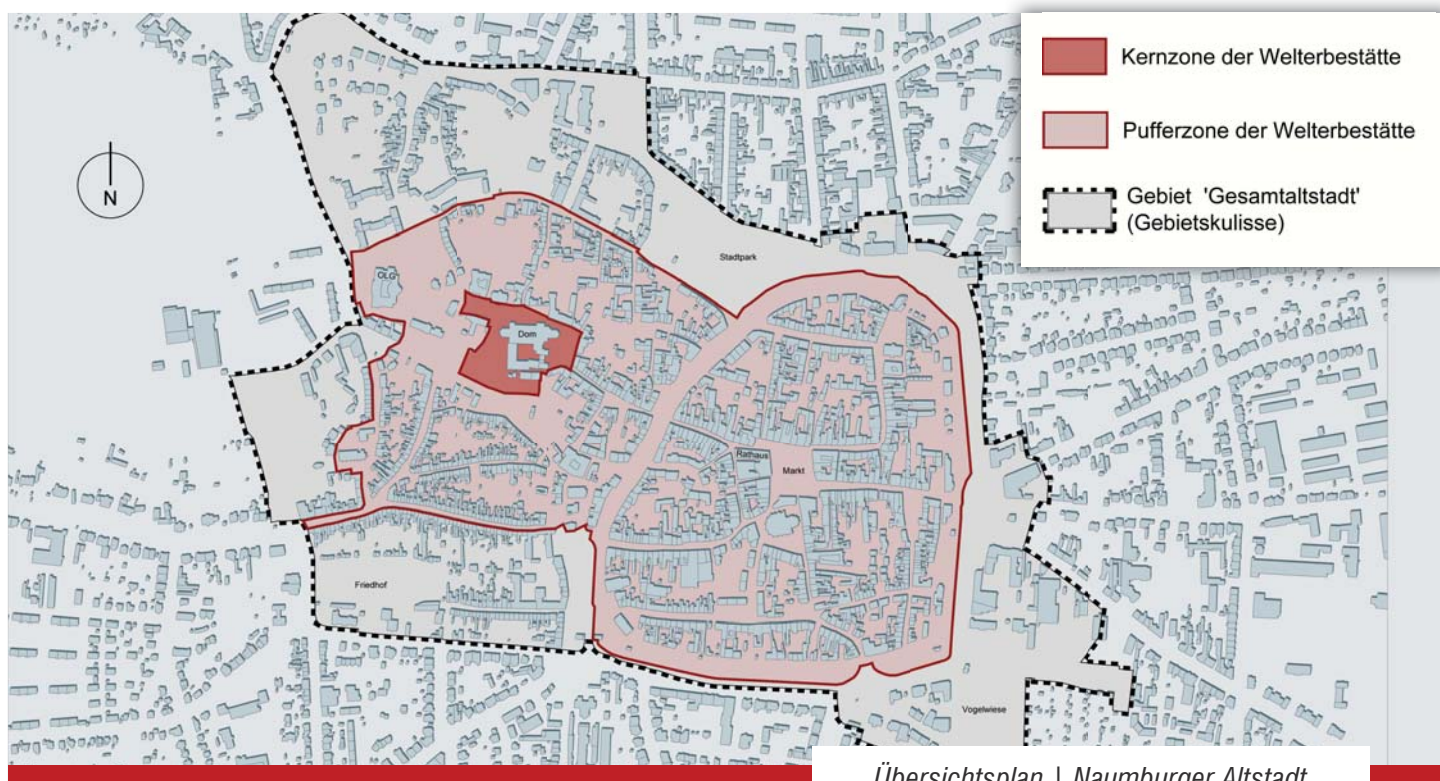 Kernzone der Welterbestätte
Pufferzone der Welterbestätte
Gebiet 'Gesamtaltstadt'
(Gebietskulisse)
N
Stadtpark
OLG
Dom
Rathaus
Markt
Friedhof
Vogelwiese
Übersichtsplan | Naumburger Altstadt